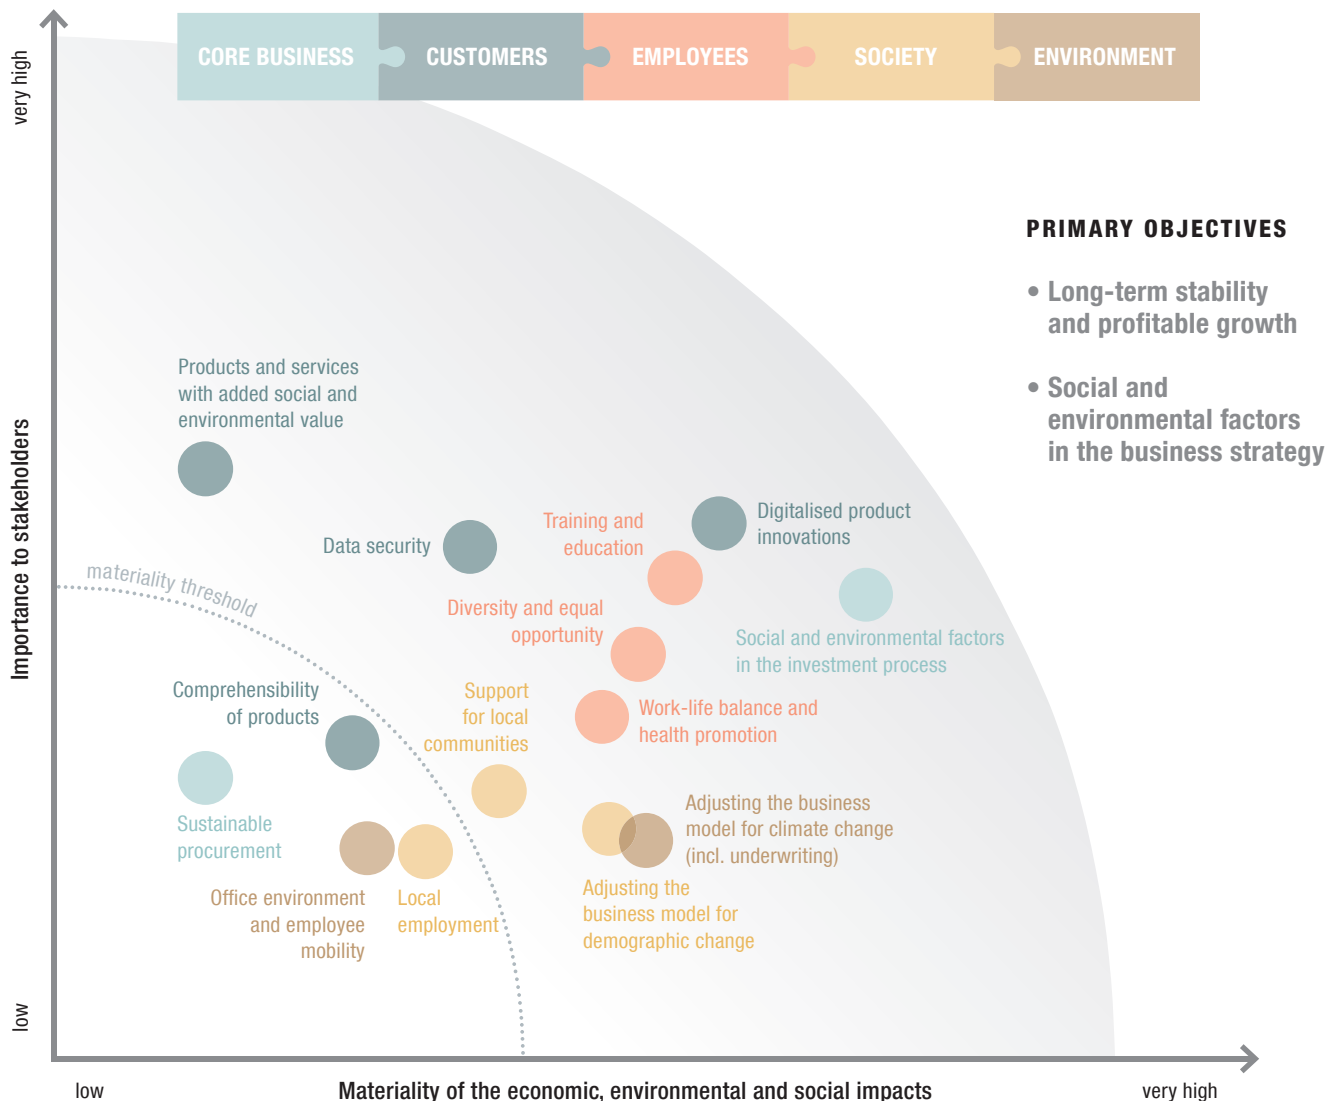 very high
CORE BUSINESS
CUSTOMERS
EMPLOYEES
SOCIETY
ENVIRONMENT
PRIMARY OBJECTIVES
• Long-term stability
and profitable growth
• Social and
environmental factors
in the business strategy
Products and services
with added social and
environmental value
Data security
Training and
education
Digitalised product
innovations
materiality threshold
Diversity and equal
opportunity
Social and environmental factors
in the investment process
Importance to stakeholders
Comprehensibility
of products
Support
for local
communities
Work-life balance and
health promotion
Sustainable
procurement
Adjusting the business
model for climate change
(incl. underwriting)
Office environment
and employee
mobility
Local
employment
Adjusting the
business model for
demographic change
low
low
Materiality of the economic, environmental and social impacts
very high